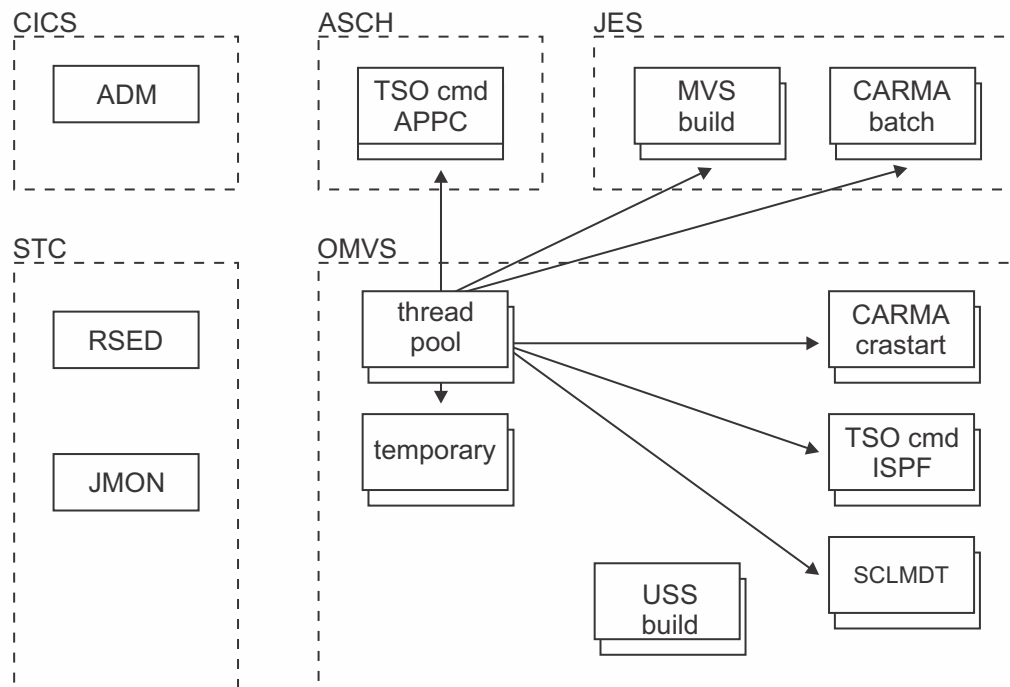 CICS
ADM
ASCH
TSO cmd
APPC
JES
MVS
build
CARMA
batch
STC
RSED
JMON
OMVS
thread
pool
temporary
CARMA
crastart
TSO cmd
ISPF
SCLMDT
USS
build